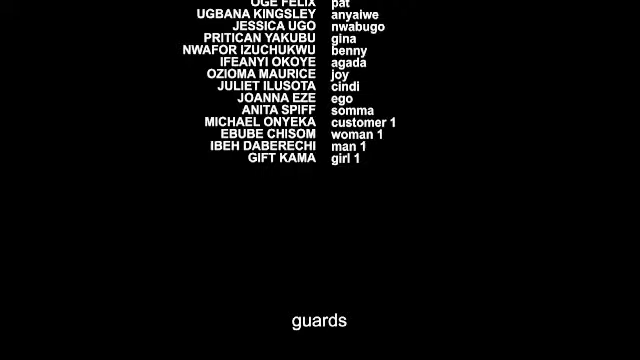 OGE FELIX pat
UGBANA KINGSLEY anyaiwe
JESSICA UGO nwabugo
PRITICAN YAKUBU gina
NWAFOR IZUCHUKWU benny
IFEANYI OKOYE agada
OZIOMA MAURICE joy
JULIET ILUSOTA cindi
JOANNA EZE ego
ANITA SPIFF somma
MICHAEL ONYEKA customer 1
EBUBE CHISOM woman 1
IBEH DABERECHI man 1
GIFT KAMA girl 1
guards